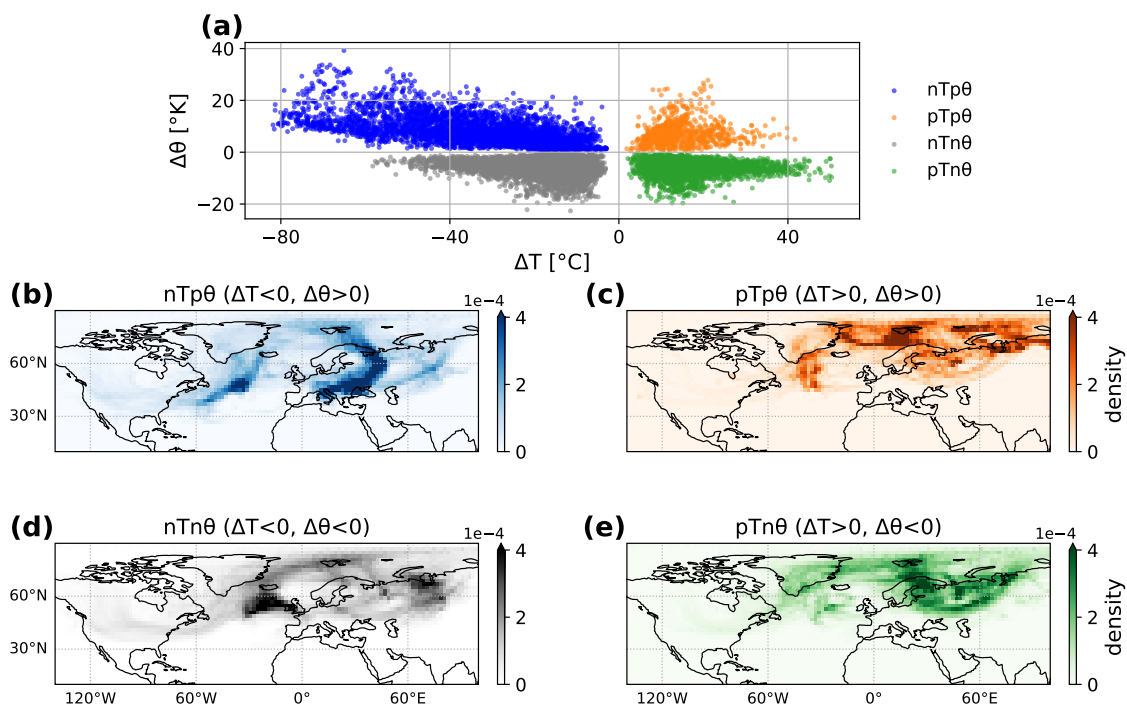 (a)
40
20
0
−20
Δθ [°K]
−80
−40
0
40
ΔT [°C]
nTpθ
pTpθ
nTnθ
pTnθ
(b)
nTpθ (ΔT<0, Δθ>0)
1e−4
60°N
30°N
4
2
0
(c)
pTpθ (ΔT>0, Δθ>0)
1e−4
4
2
0
density
(d)
nTnθ (ΔT<0, Δθ<0)
1e−4
60°N
30°N
120°W
60°W
0°
60°E
4
2
0
(e)
pTnθ (ΔT>0, Δθ<0)
1e−4
120°W
60°W
0°
60°E
4
2
0
density